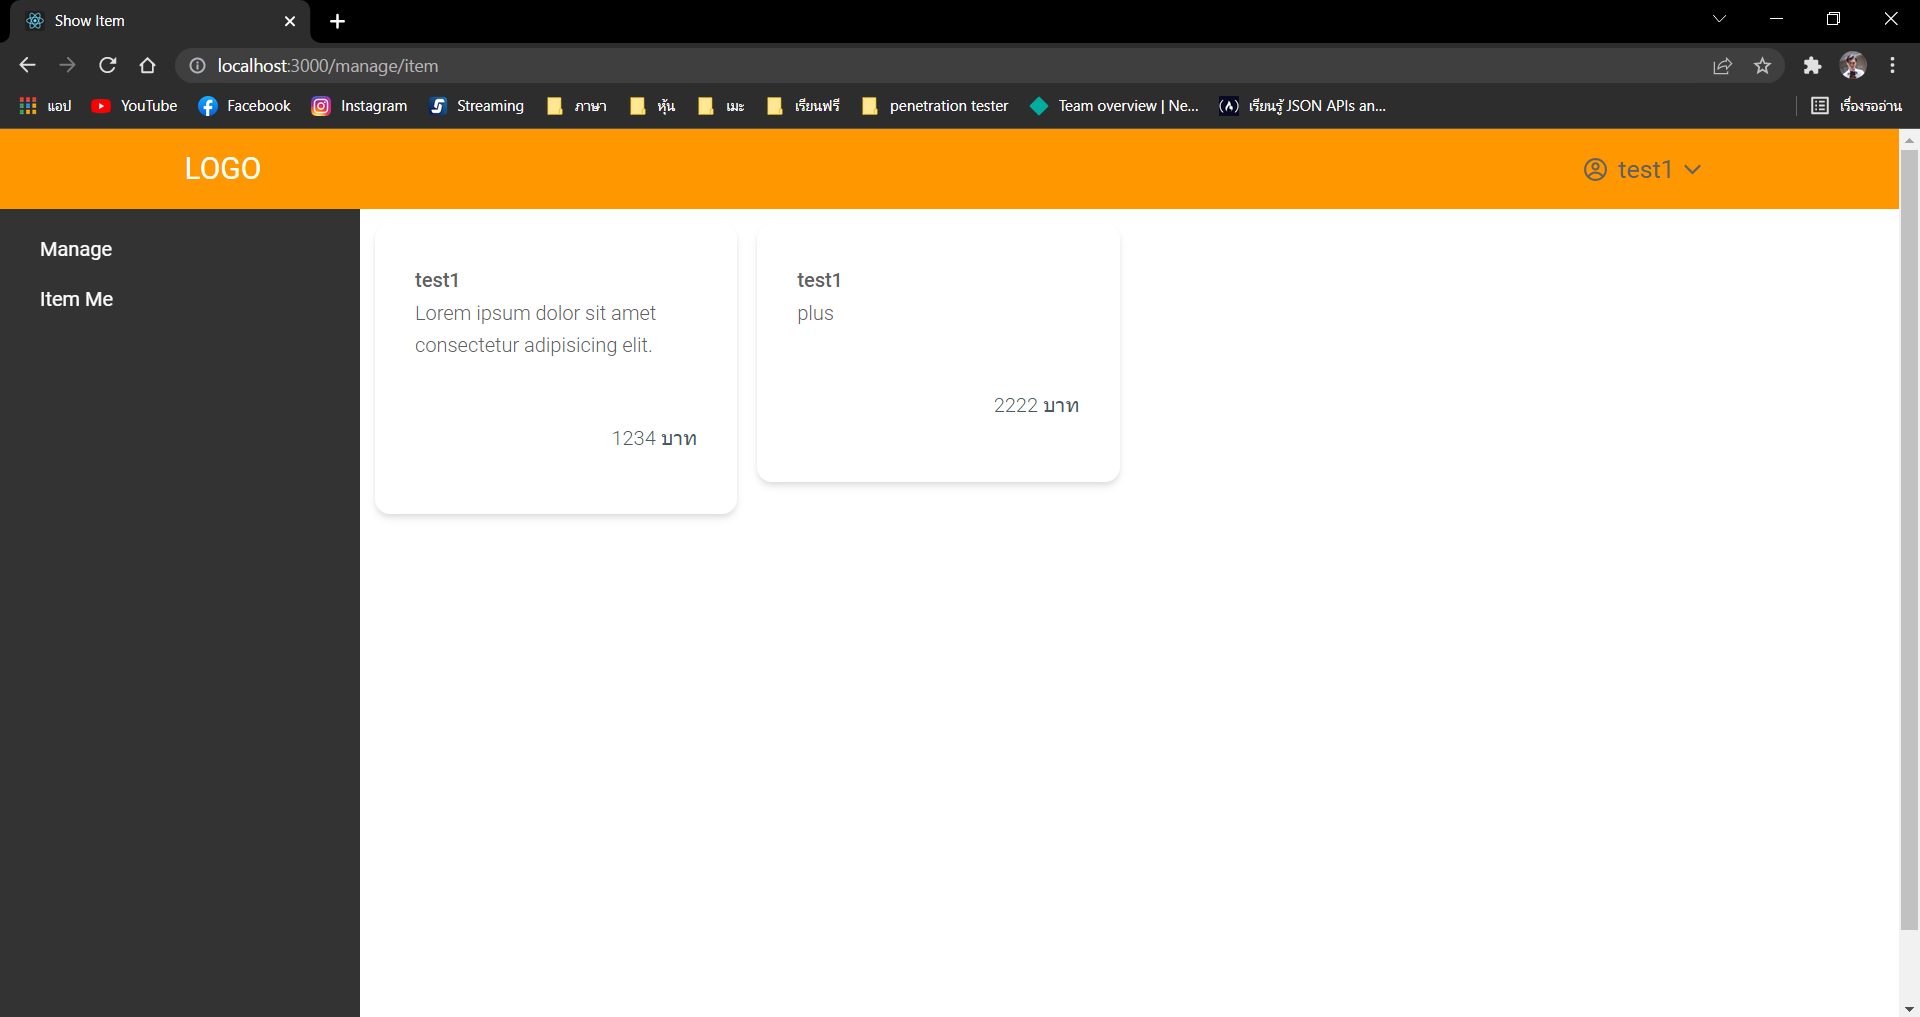 Show Item
localhost:3000/manage/item
แอป
YouTube
Facebook
Instagram
Streaming
ภาษา
หุ้น
เมะ
เรียนฟรี
penetration tester
Team overview | Ne...
เรียนรู้ JSON APIs an...
เรื่องรออ่าน
LOGO
test1
Manage
Item Me
test1
Lorem ipsum dolor sit amet
consectetur adipisicing elit.
1234 บาท
test1
plus
2222 บาท